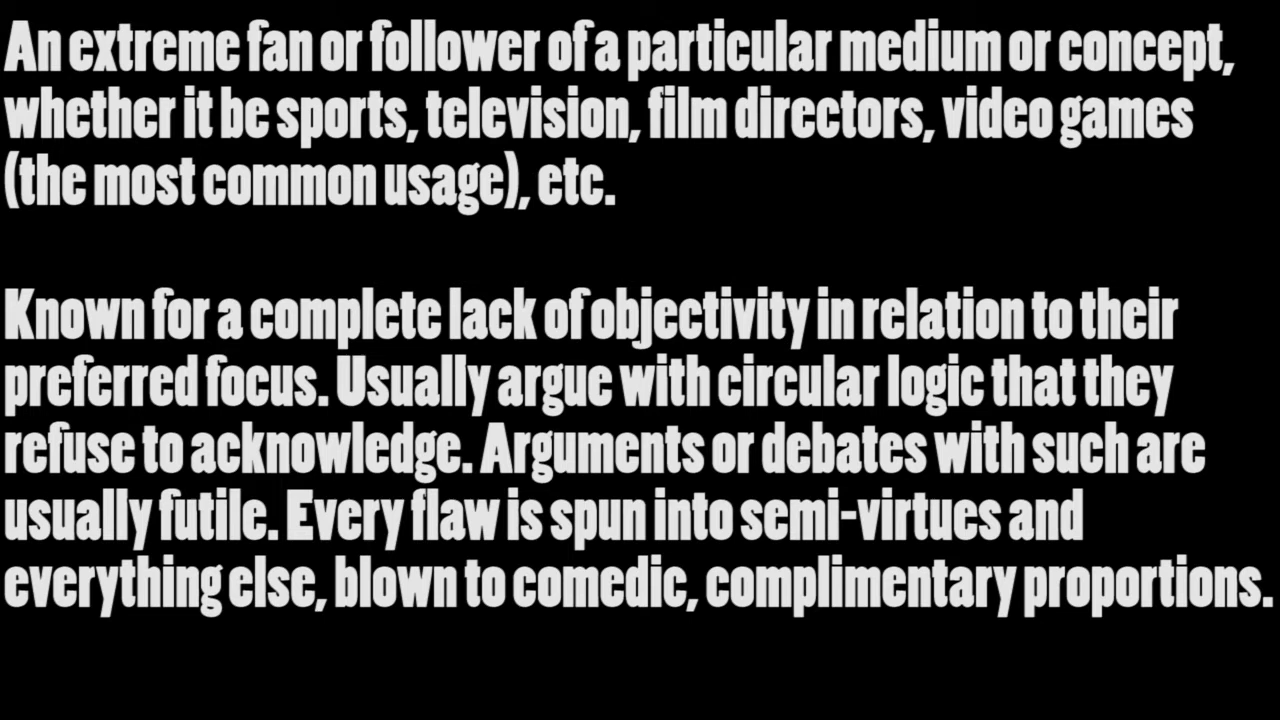 An extreme fan or follower of a particular medium or concept,
whether it be sports, television, film directors, video games
(the most common usage), etc.
Known for a complete lack of objectivity in relation to their
preferred focus. Usually argue with circular logic that they
refuse to acknowledge. Arguments or debates with such are
usually futile. Every flaw is spun into semi-virtues and
everything else, blown to comedic, complimentary proportions.